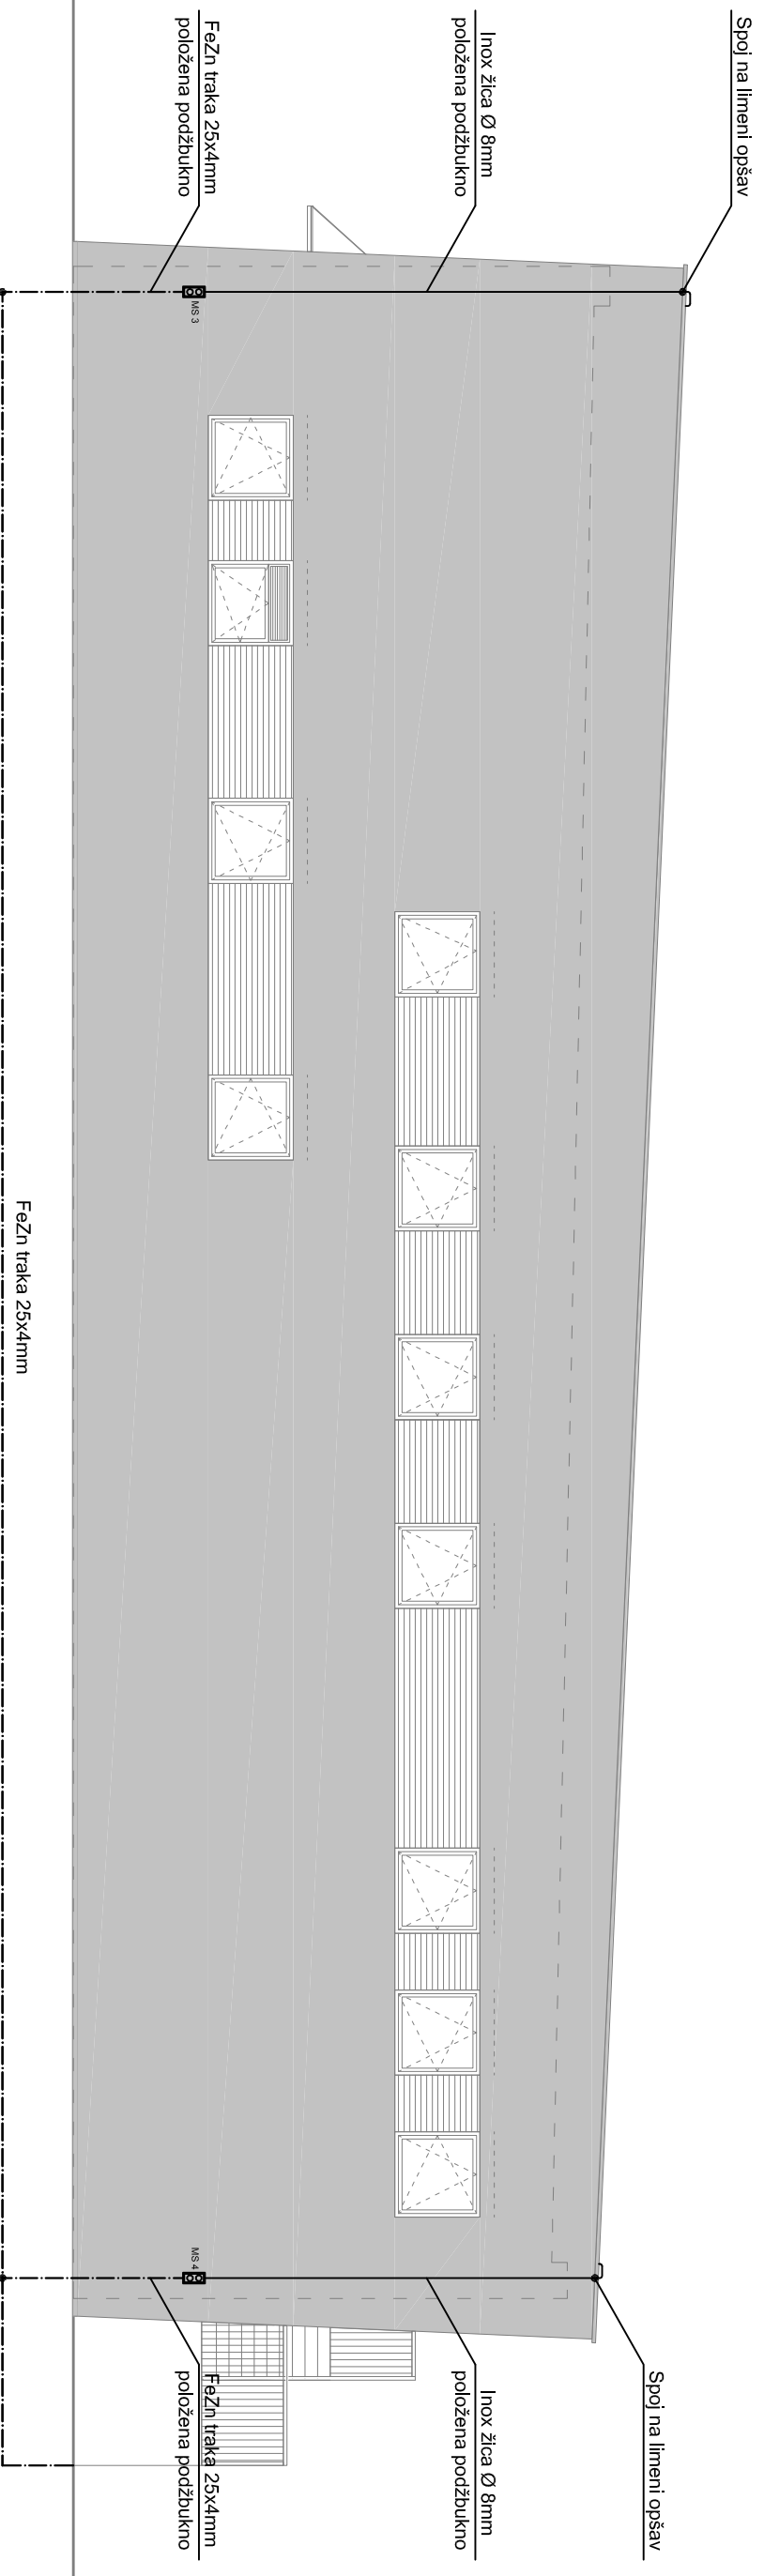 Spoj na limeni opšav
Inox žica Ø 8mm
položena podžbukno
FeZn traka 25x4mm
položena podžbukno
MS 3
FeZn traka 25x4mm
MS 4
Spoj na limeni opšav
Inox žica Ø 8mm
položena podžbukno
FeZn traka 25x4mm
položena podžbukno